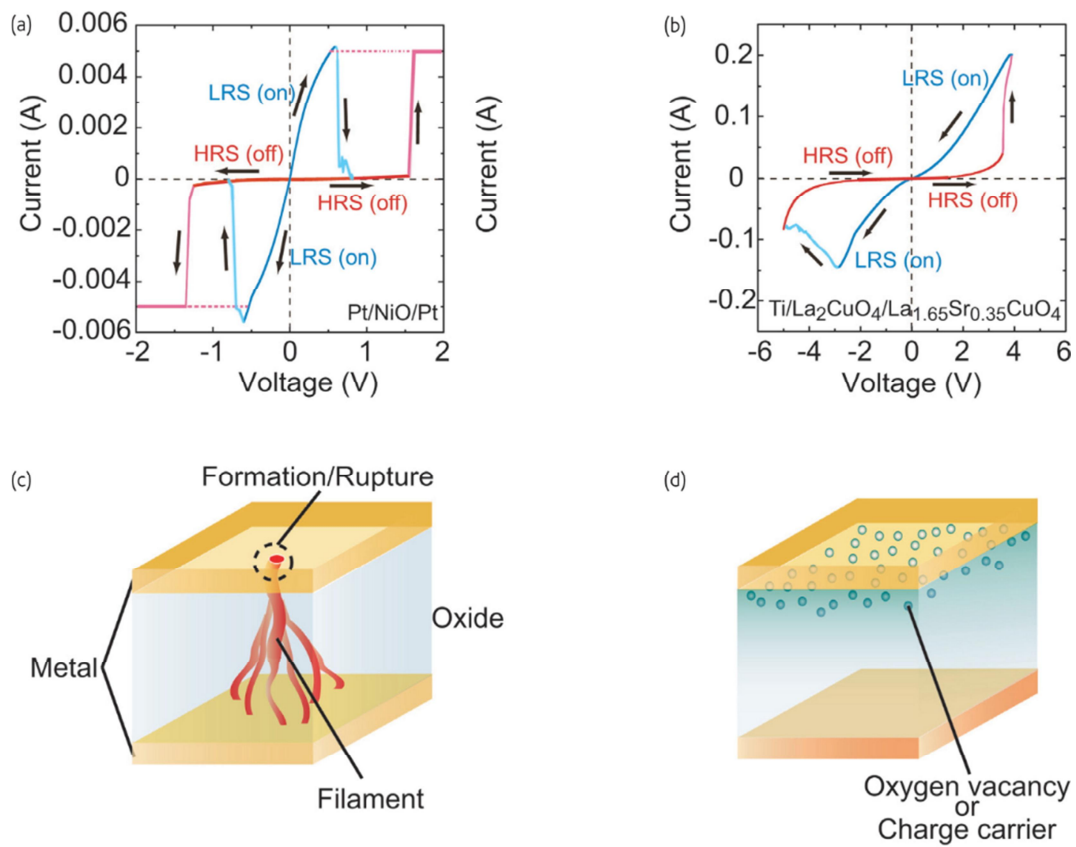 (a)
0.006
0.004
0.002
0
-0.002
-0.004
-0.006
Current (A)
LRS (on)
HRS (off)
HRS (off)
LRS (on)
Pt/NiO/Pt
-2
-1
0
1
2
Voltage (V)
Current (A)
(b)
0.2
0.1
0
-0.1
-0.2
Current (A)
LRS (on)
HRS (off)
HRS (off)
LRS (on)
Ti/La₂CuO₄/La₁.₆₅Sr₀.₃₅CuO₄
-6
-4
-2
0
2
4
6
Voltage (V)
(c)
Formation/Rupture
Oxide
Metal
Filament
(d)
Oxygen vacancy
or
Charge carrier